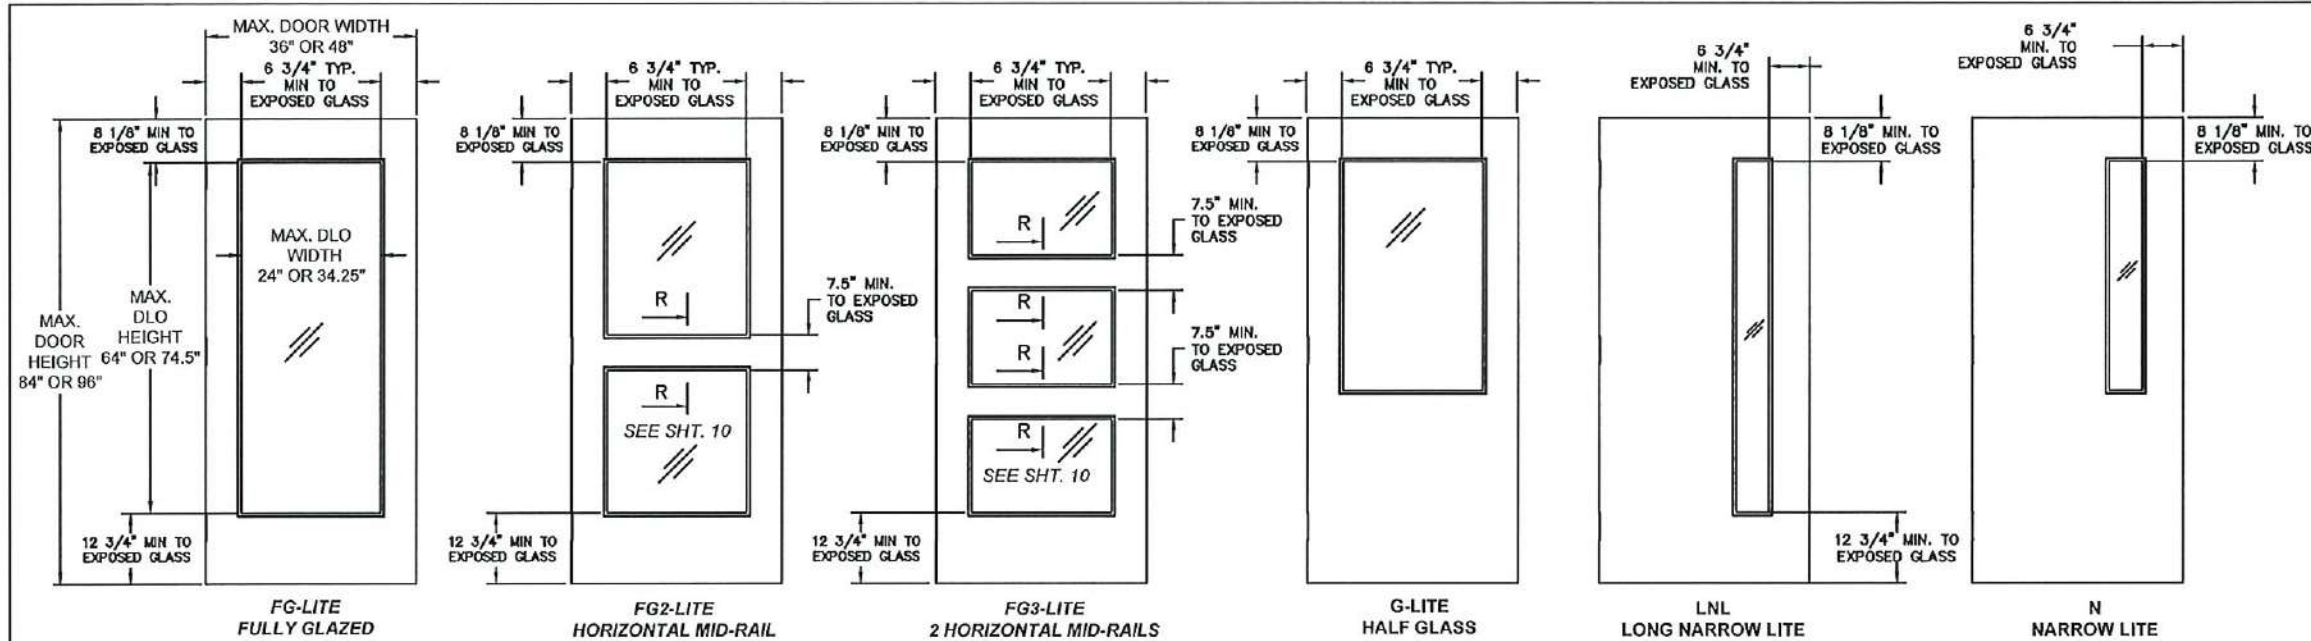 MAX. DOOR WIDTH
36" OR 48"
6 3/4" TYP.
MIN TO
EXPOSED GLASS
8 1/8" MIN TO
EXPOSED GLASS
MAX. DLO
WIDTH
24" OR 34.25"
MAX.
DLO
HEIGHT
64" OR 74.5"
MAX.
DOOR
HEIGHT
84" OR 96"
12 3/4" MIN TO
EXPOSED GLASS
FG-LITE
FULLY GLAZED
6 3/4" TYP.
MIN TO
EXPOSED GLASS
8 1/8" MIN TO
EXPOSED GLASS
R
7.5" MIN.
TO EXPOSED
GLASS
R
SEE SHT. 10
12 3/4" MIN TO
EXPOSED GLASS
FG2-LITE
HORIZONTAL MID-RAIL
6 3/4" TYP.
MIN TO
EXPOSED GLASS
8 1/8" MIN TO
EXPOSED GLASS
R
7.5" MIN.
TO EXPOSED
GLASS
R
R
7.5" MIN.
TO EXPOSED
GLASS
R
SEE SHT. 10
12 3/4" MIN TO
EXPOSED GLASS
FG3-LITE
2 HORIZONTAL MID-RAILS
6 3/4" TYP.
MIN TO
EXPOSED GLASS
8 1/8" MIN TO
EXPOSED GLASS
G-LITE
HALF GLASS
6 3/4"
MIN. TO
EXPOSED GLASS
8 1/8" MIN. TO
EXPOSED GLASS
12 3/4" MIN. TO
EXPOSED GLASS
LNL
LONG NARROW LITE
6 3/4"
MIN. TO
EXPOSED GLASS
8 1/8" MIN. TO
EXPOSED GLASS
N
NARROW LITE